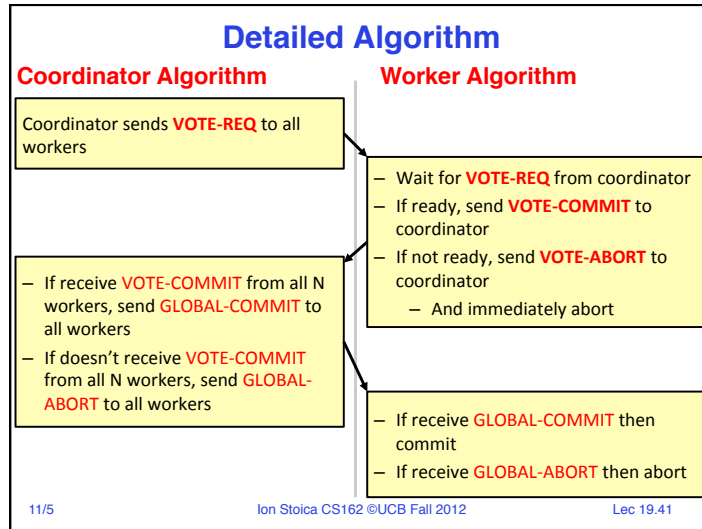 Detailed Algorithm
Coordinator Algorithm
Coordinator sends VOTE-REQ to all
workers
– If receive VOTE-COMMIT from all N
workers, send GLOBAL-COMMIT to
all workers
– If doesn't receive VOTE-COMMIT
from all N workers, send GLOBAL-
ABORT to all workers
Worker Algorithm
– Wait for VOTE-REQ from coordinator
– If ready, send VOTE-COMMIT to
coordinator
– If not ready, send VOTE-ABORT to
coordinator
– And immediately abort
– If receive GLOBAL-COMMIT then
commit
– If receive GLOBAL-ABORT then abort
11/5
Ion Stoica CS162 ©UCB Fall 2012
Lec 19.41